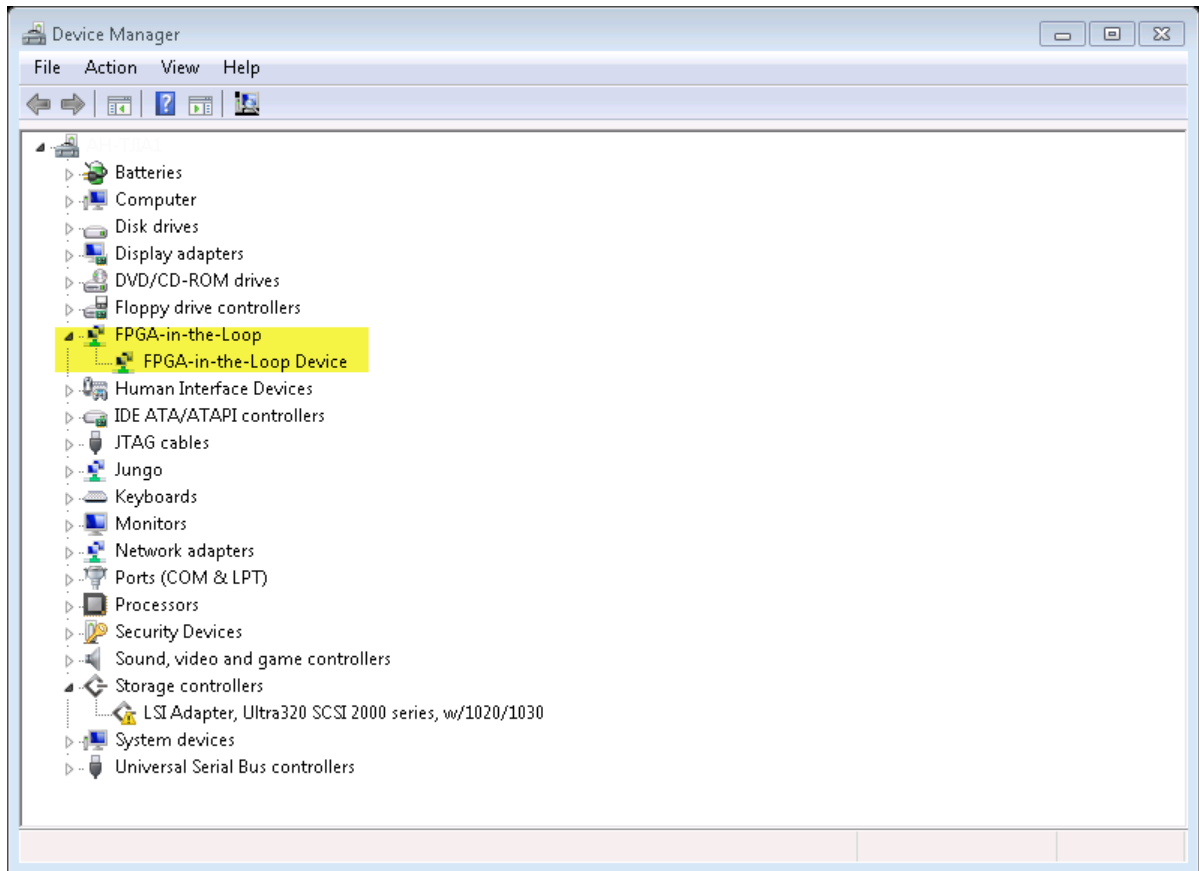 Device Manager
File Action View Help
Batteries
Computer
Disk drives
Display adapters
DVD/CD-ROM drives
Floppy drive controllers
FPGA-in-the-Loop
FPGA-in-the-Loop Device
Human Interface Devices
IDE ATA/ATAPI controllers
JTAG cables
Jungo
Keyboards
Monitors
Network adapters
Ports (COM & LPT)
Processors
Security Devices
Sound, video and game controllers
Storage controllers
LSI Adapter, Ultra320 SCSI 2000 series, w/1020/1030
System devices
Universal Serial Bus controllers